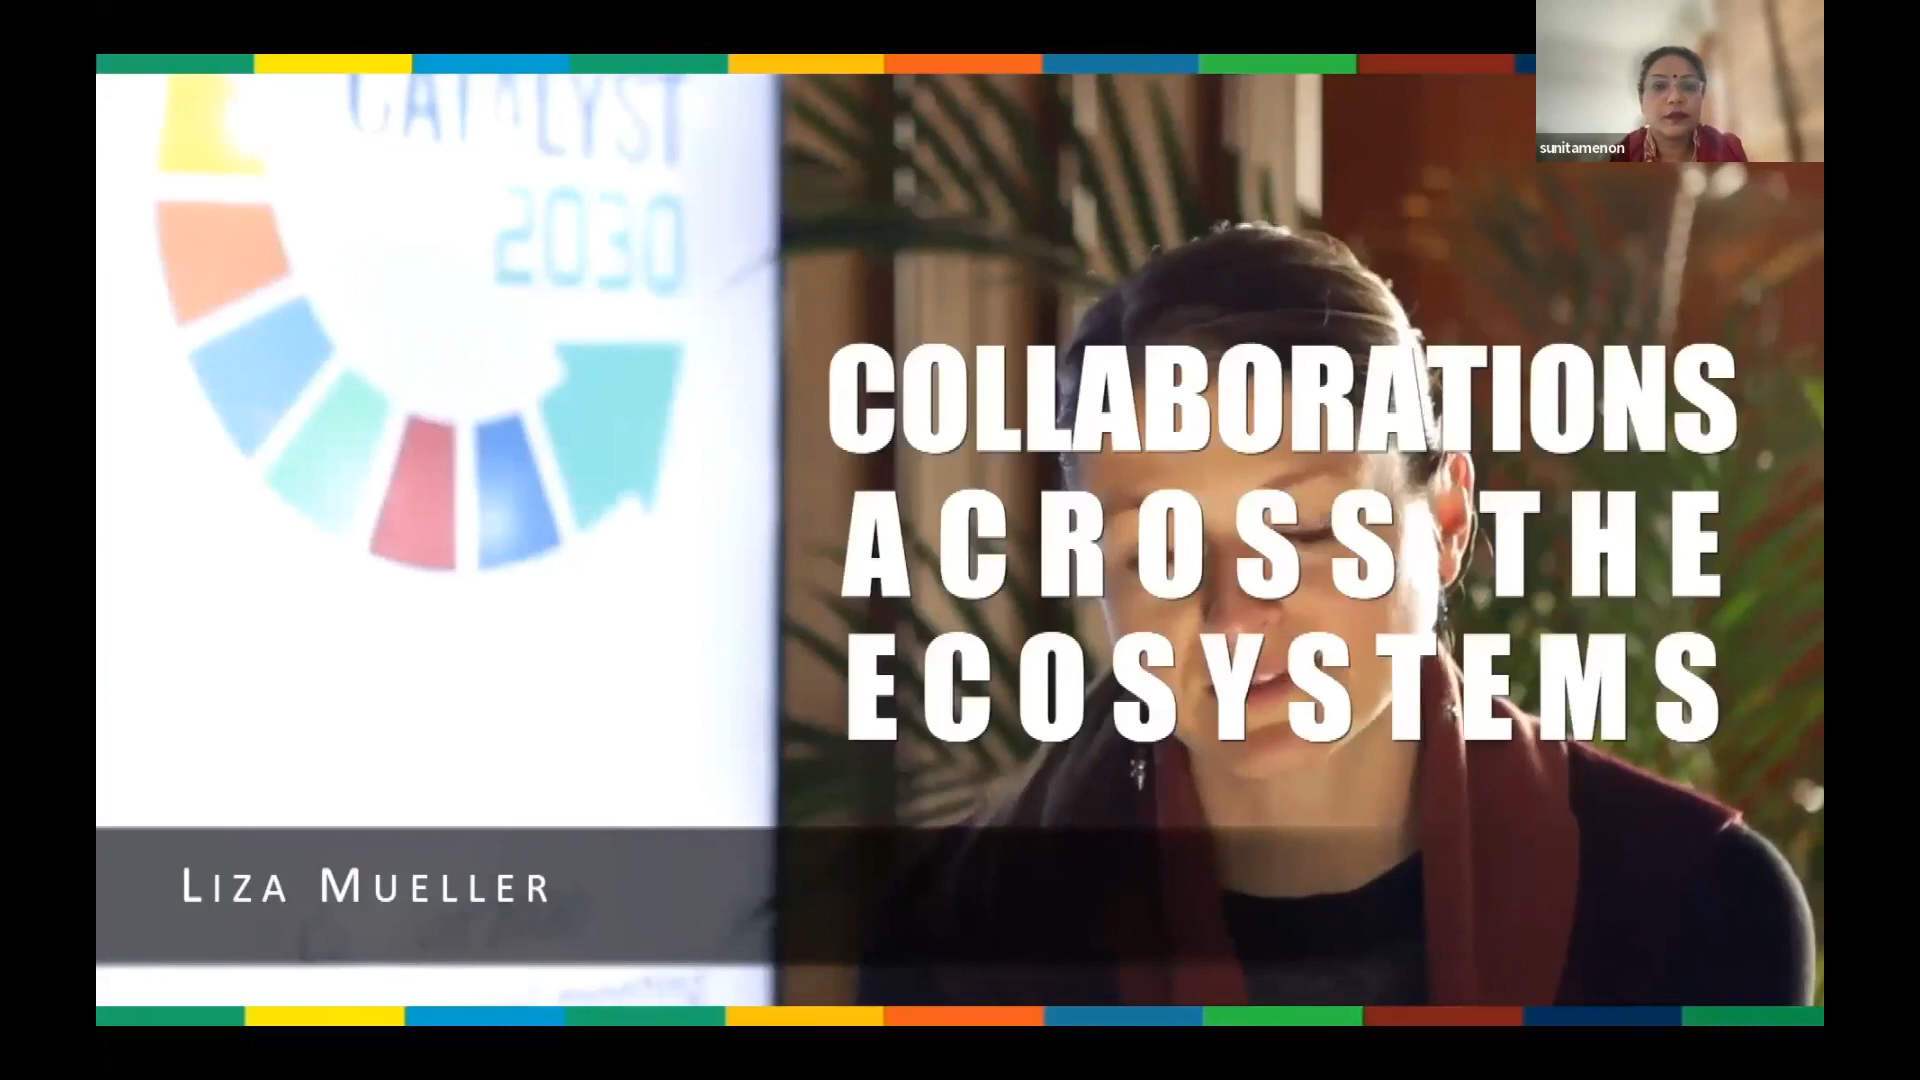 CATALYST
2030
sunitamenon
COLLABORATIONS
ACROSS THE
ECOSYSTEMS
LIZA MUELLER